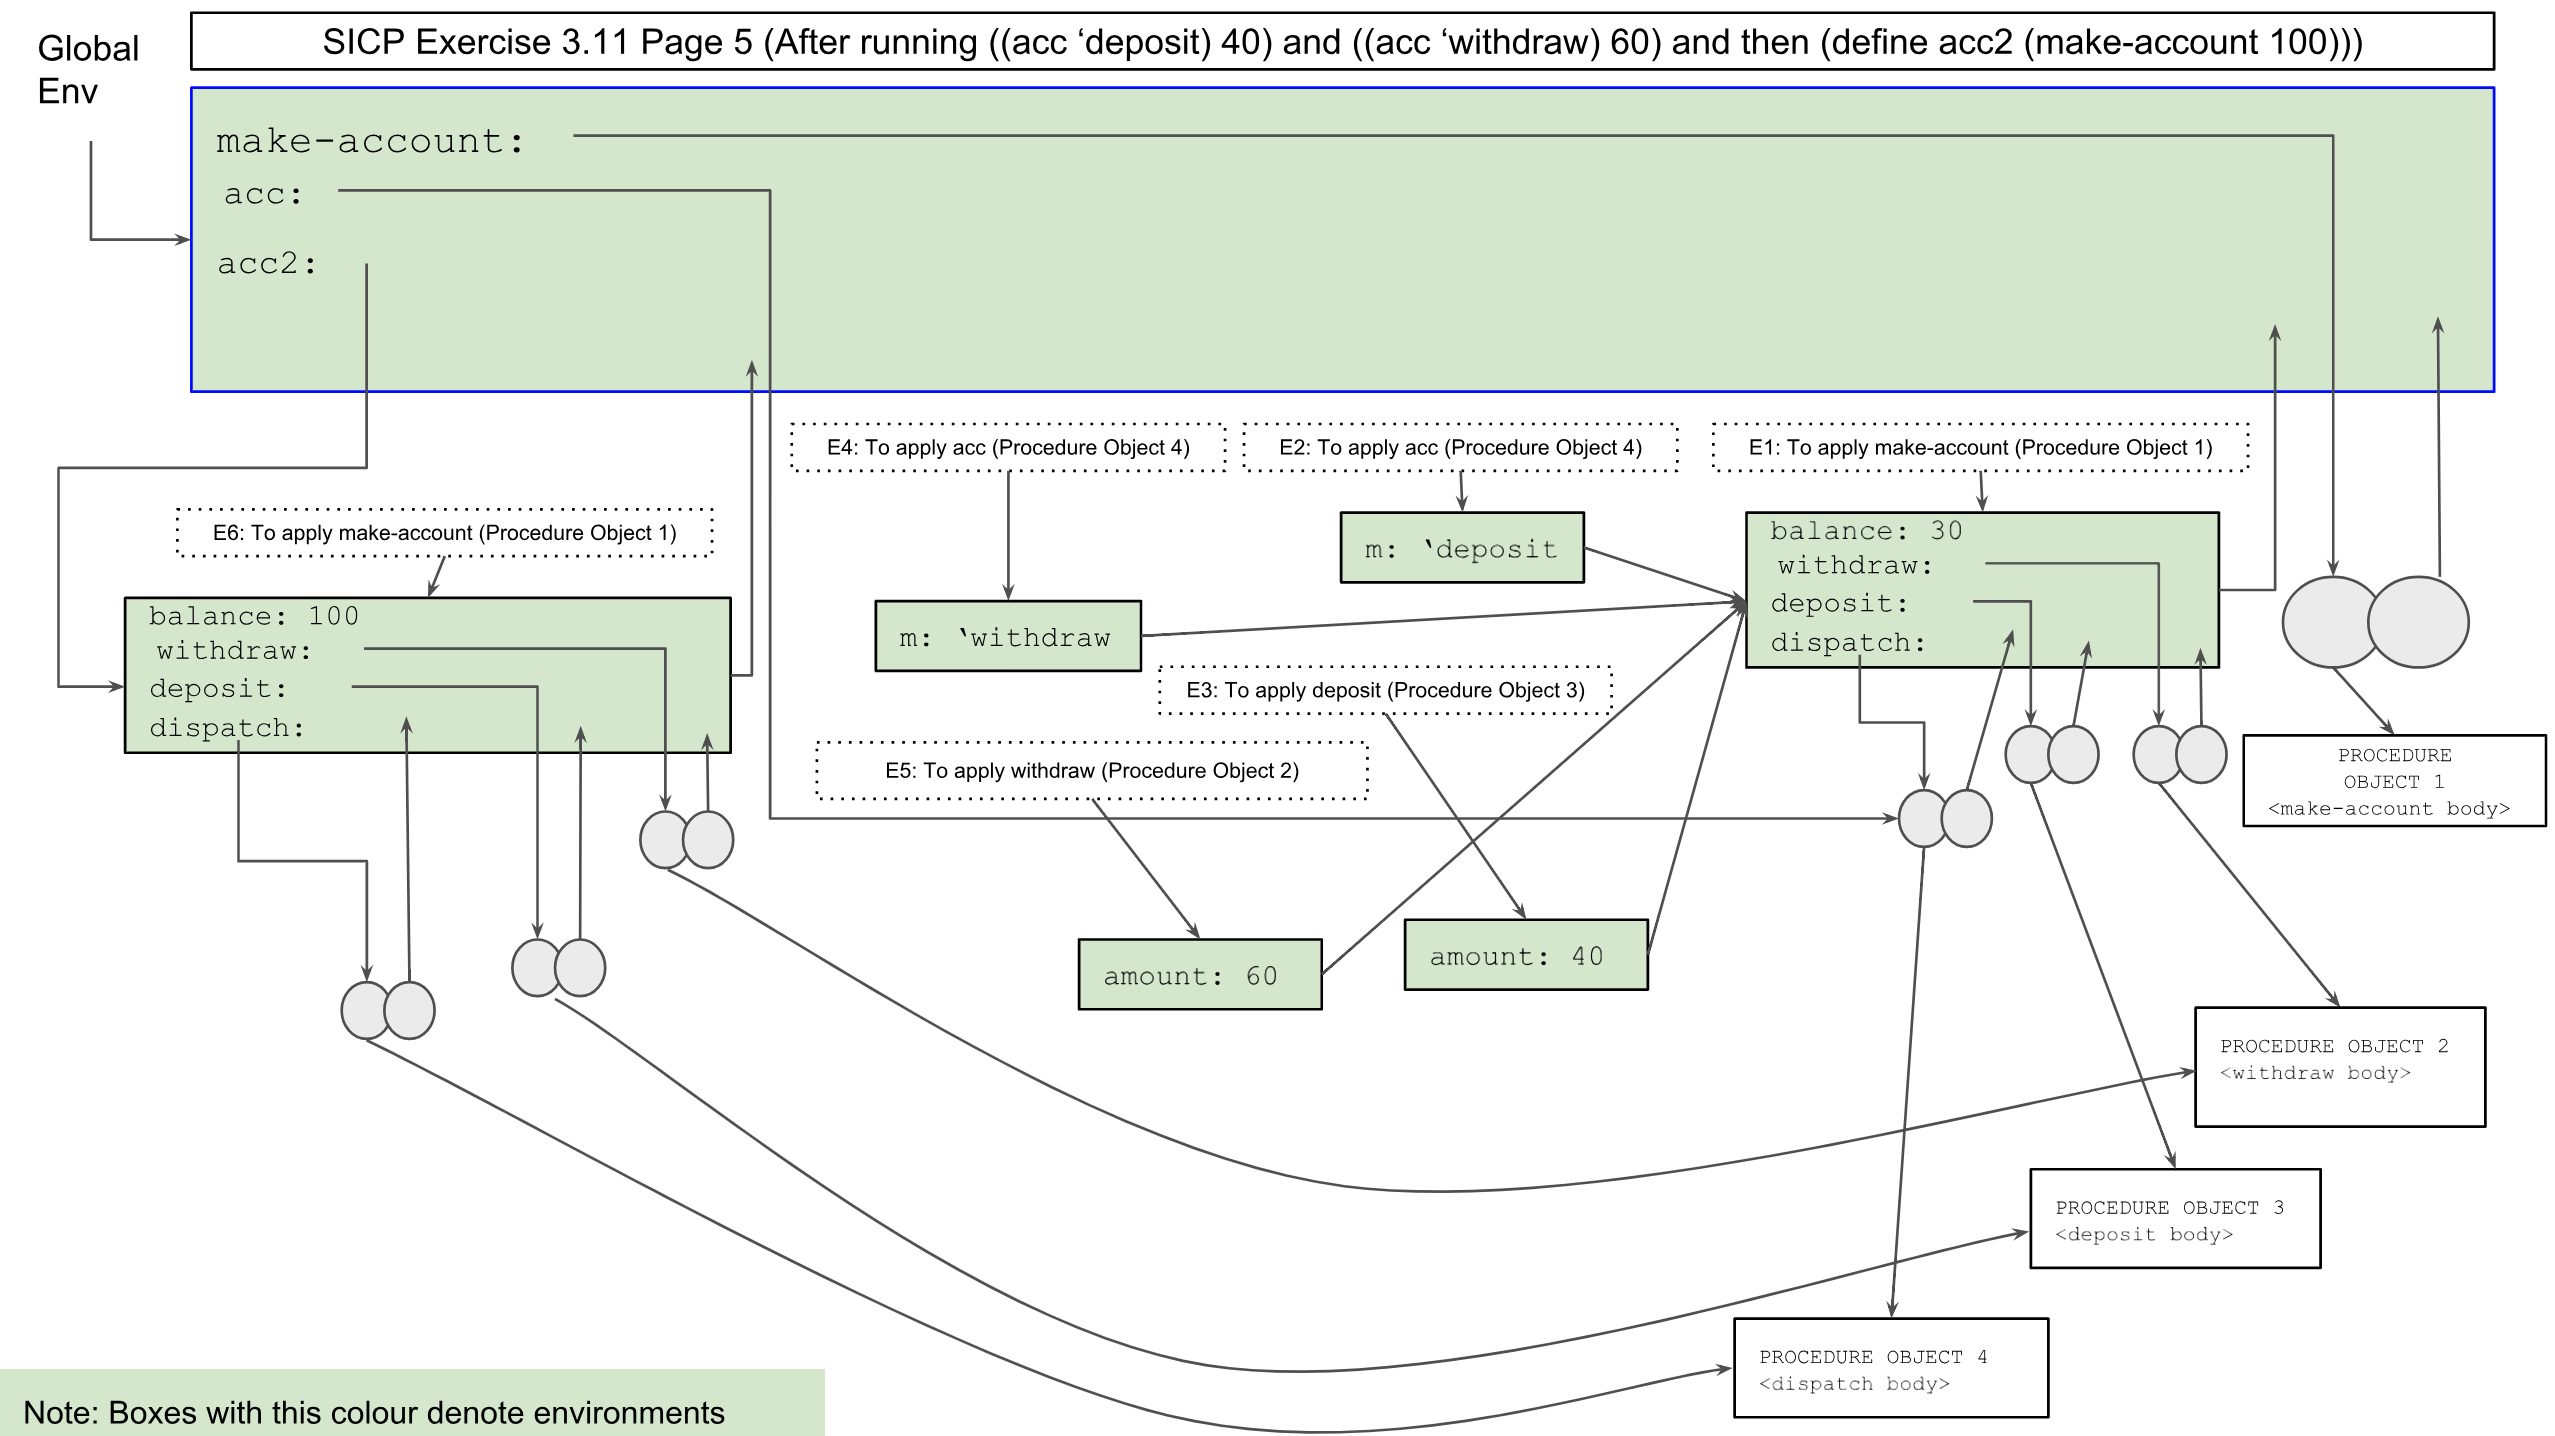 Global
Env
SICP Exercise 3.11 Page 5 (After running ((acc ‘deposit) 40) and ((acc ‘withdraw) 60) and then (define acc2 (make-account 100)))
make-account:
acc:
acc2:
E4: To apply acc (Procedure Object 4)
E2: To apply acc (Procedure Object 4)
E1: To apply make-account (Procedure Object 1)
E6: To apply make-account (Procedure Object 1)
m: ‘deposit
balance: 30
withdraw:
deposit:
dispatch:
balance: 100
withdraw:
deposit:
dispatch:
m: ‘withdraw
E3: To apply deposit (Procedure Object 3)
E5: To apply withdraw (Procedure Object 2)
PROCEDURE
OBJECT 1
<make-account body>
amount: 60
amount: 40
PROCEDURE OBJECT 2
<withdraw body>
PROCEDURE OBJECT 3
<deposit body>
PROCEDURE OBJECT 4
<dispatch body>
Note: Boxes with this colour denote environments